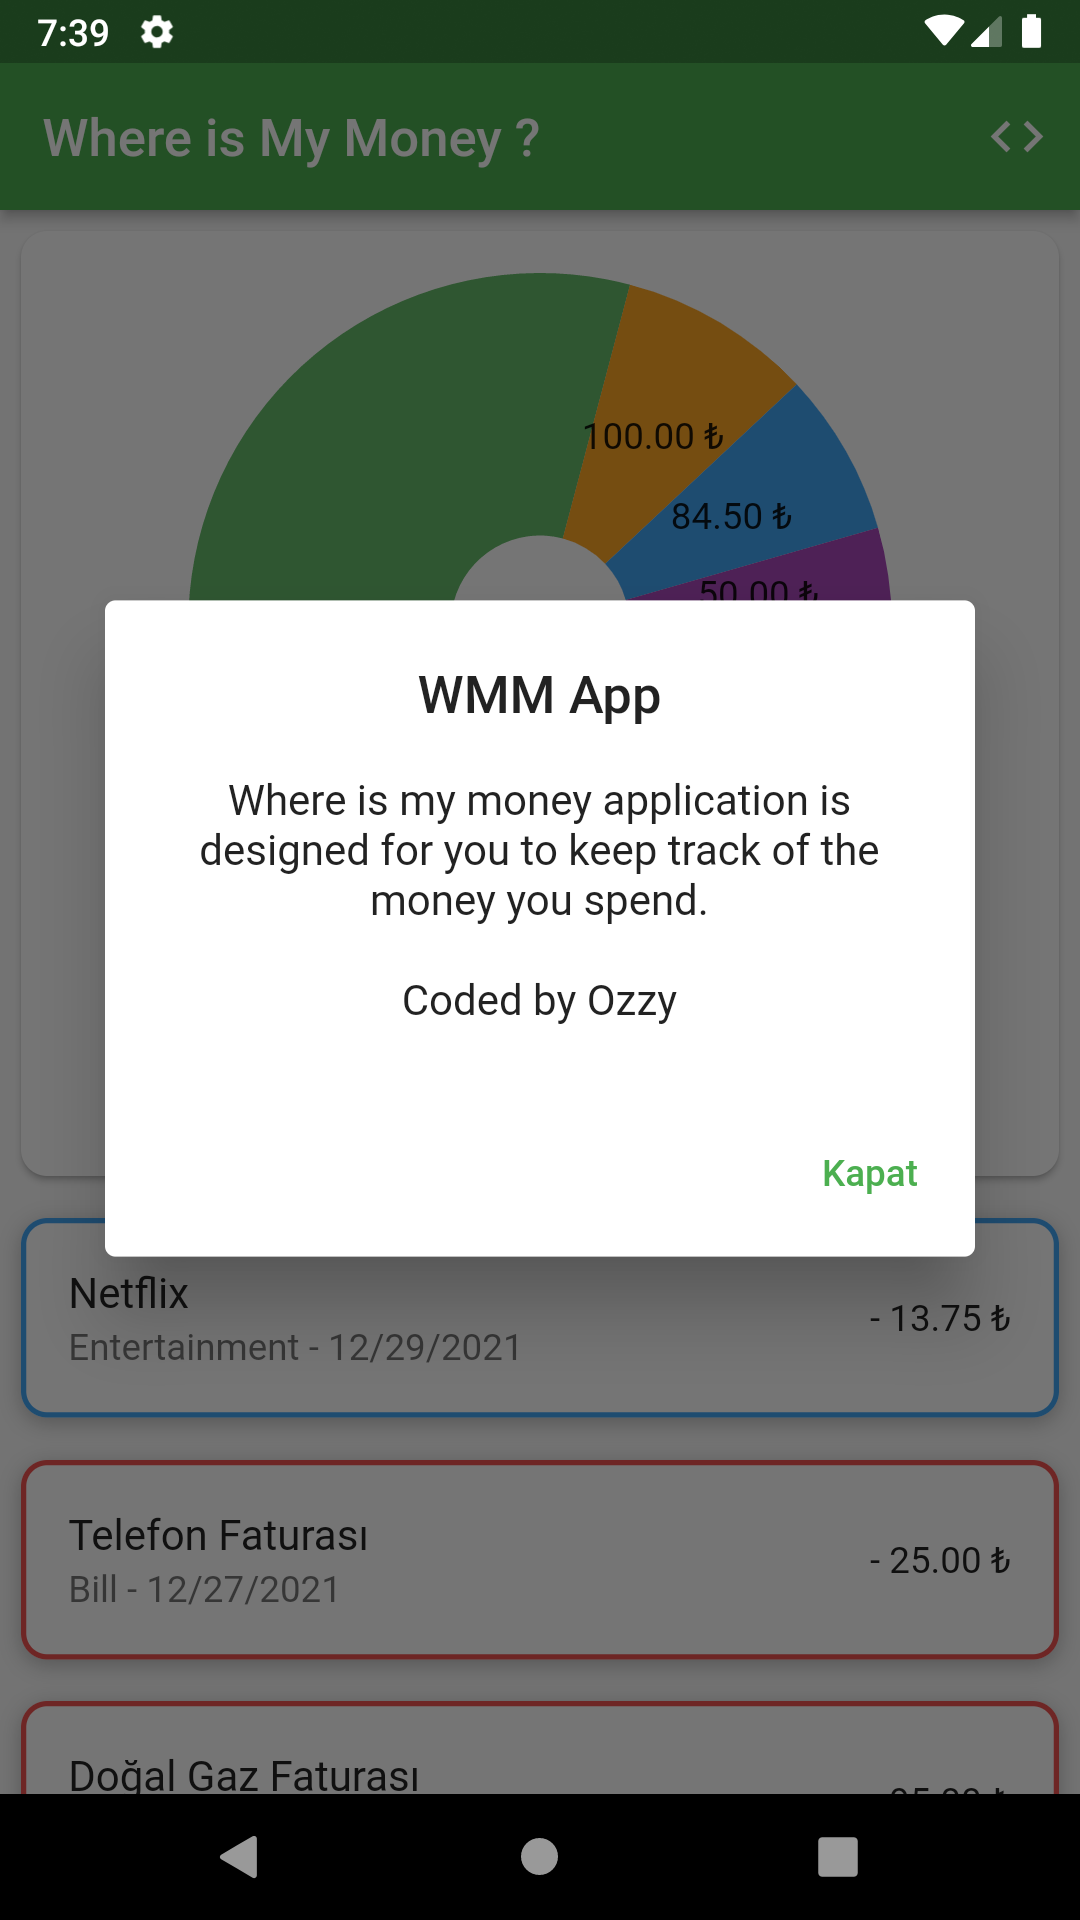 7:39
Where is My Money ?
100.00 ₺
84.50 ₺
50.00 ₺
WMM App
Where is my money application is
designed for you to keep track of the
money you spend.
Coded by Ozzy
Kapat
Netflix
Entertainment - 12/29/2021
- 13.75 ₺
Telefon Faturası
Bill - 12/27/2021
- 25.00 ₺
Doğal Gaz Faturası